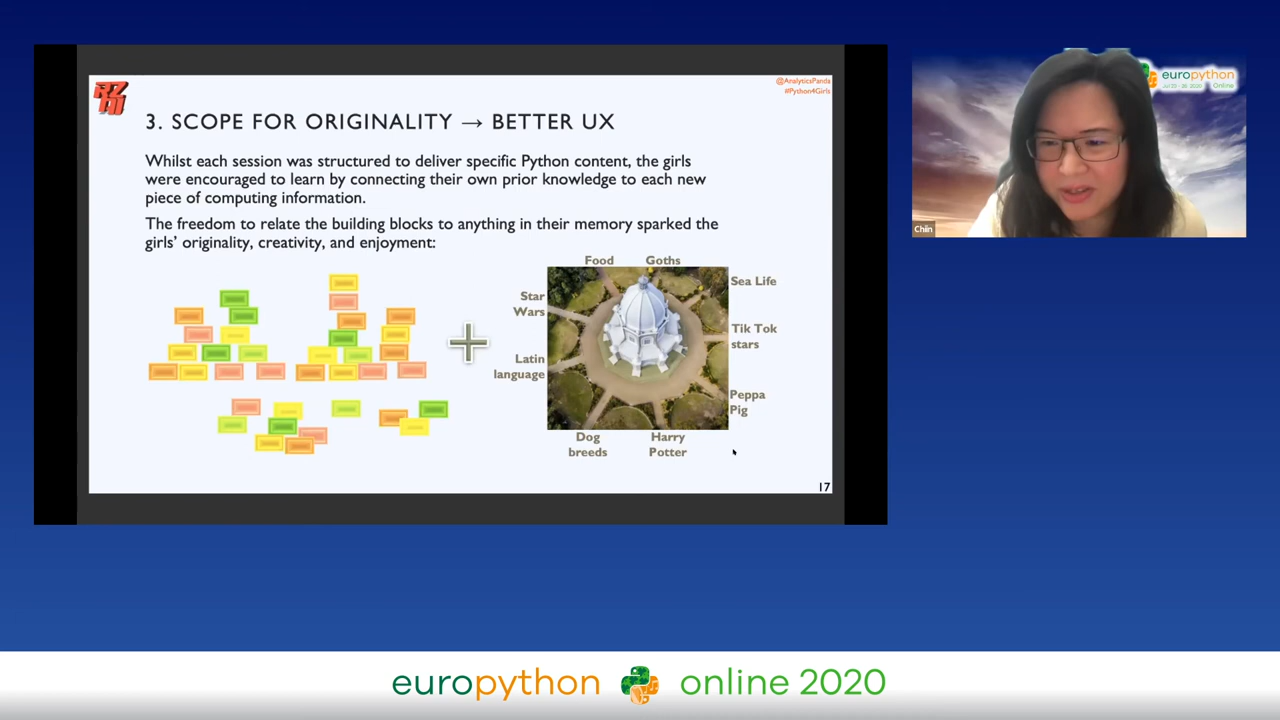 @AnalyticsPanda
#Python4Girls
3. SCOPE FOR ORIGINALITY → BETTER UX
Whilst each session was structured to deliver specific Python content, the girls
were encouraged to learn by connecting their own prior knowledge to each new
piece of computing information.
The freedom to relate the building blocks to anything in their memory sparked the
girls' originality, creativity, and enjoyment:
Food
Goths
Sea Life
Star
Wars
Tik Tok
stars
Latin
language
Peppa
Pig
Dog
breeds
Harry
Potter
17
europython
Online
Chiin
europython online 2020